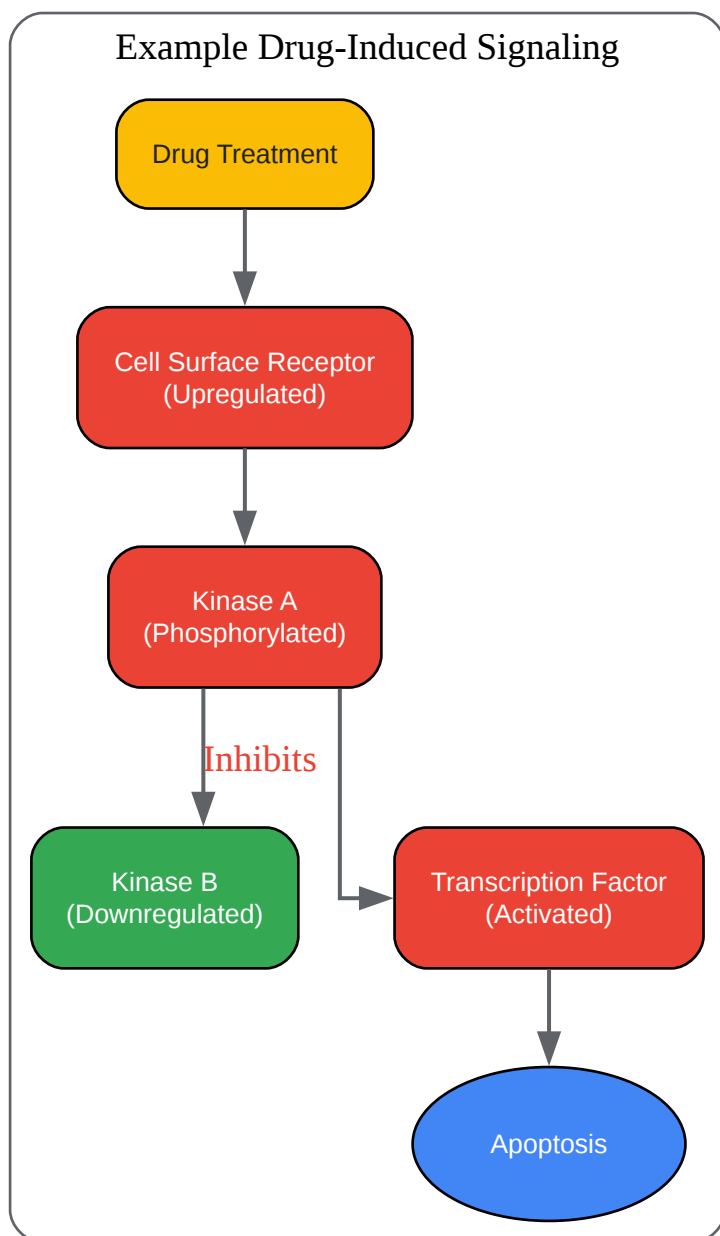 Example Drug-Induced Signaling
Drug Treatment
Cell Surface Receptor
(Upregulated)
Kinase A
(Phosphorylated)
Inhibits
Kinase B
(Downregulated)
Transcription Factor
(Activated)
Apoptosis